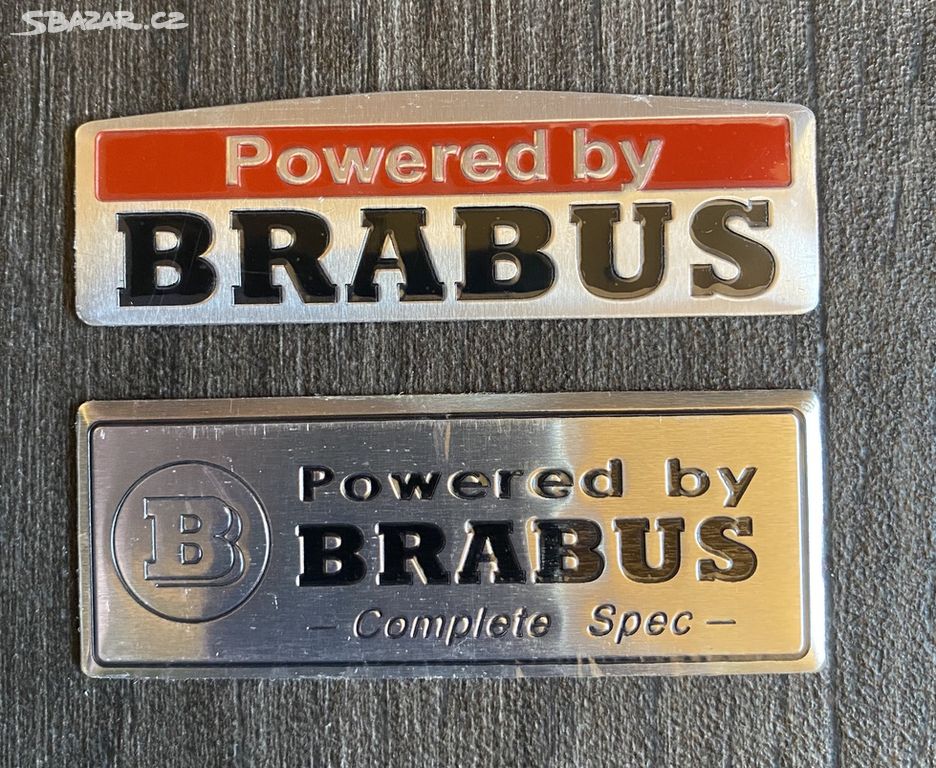 SBAZAR.CZ
Powered by
BRABUS
B
Powered by
BRABUS
- Complete Spec -